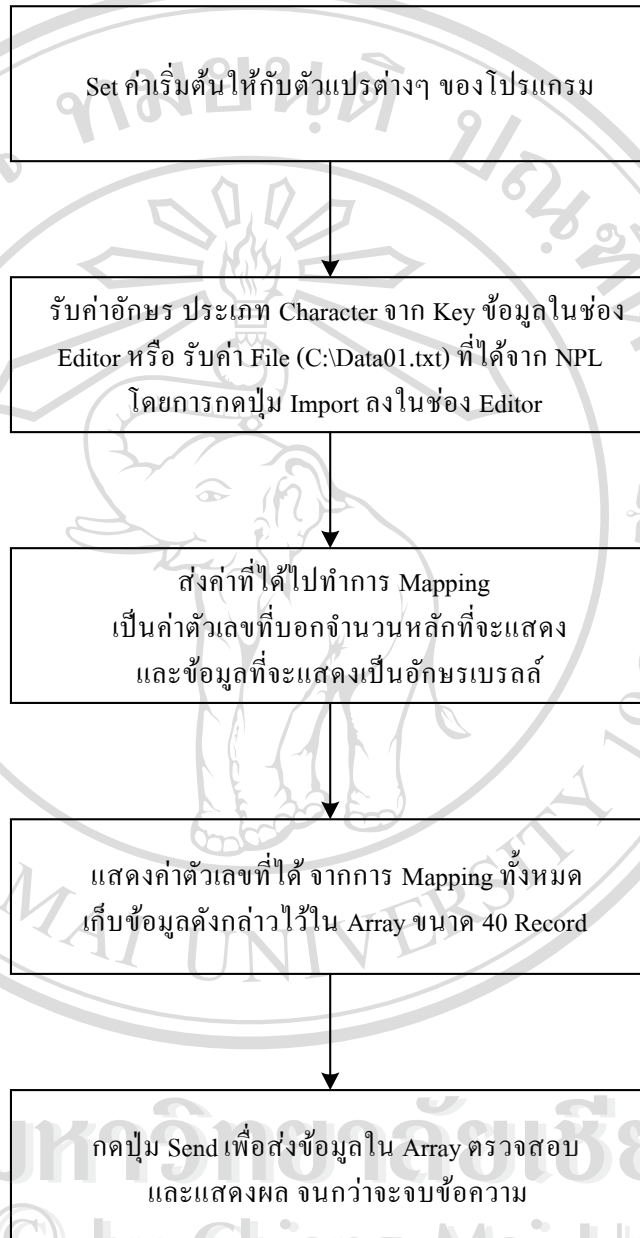 Set ค่าเริ่มต้นให้กับตัวแปรต่างๆ ของโปรแกรม
รับค่าอักษร ประเภท Character จาก Key ข้อมูลในช่อง
Editor หรือ รับค่า File (C:\Data01.txt) ที่ได้จาก NPL
โดยการกดปุ่ม Import ลงในช่อง Editor
ส่งค่าที่ได้ไปทำการ Mapping
เป็นค่าตัวเลขที่บอกจำนวนหลักที่จะแสดง
และข้อมูลที่จะแสดงเป็นอักษรเบรลล์
แสดงค่าตัวเลขที่ได้ จากการ Mapping ทั้งหมด
เก็บข้อมูลดังกล่าวไว้ใน Array ขนาด 40 Record
MAI UNIVERSITY
กดปุ่ม Send เพื่อส่งข้อมูลใน Array ตรวจสอบ
และแสดงผล จนกว่าจะจบข้อความ